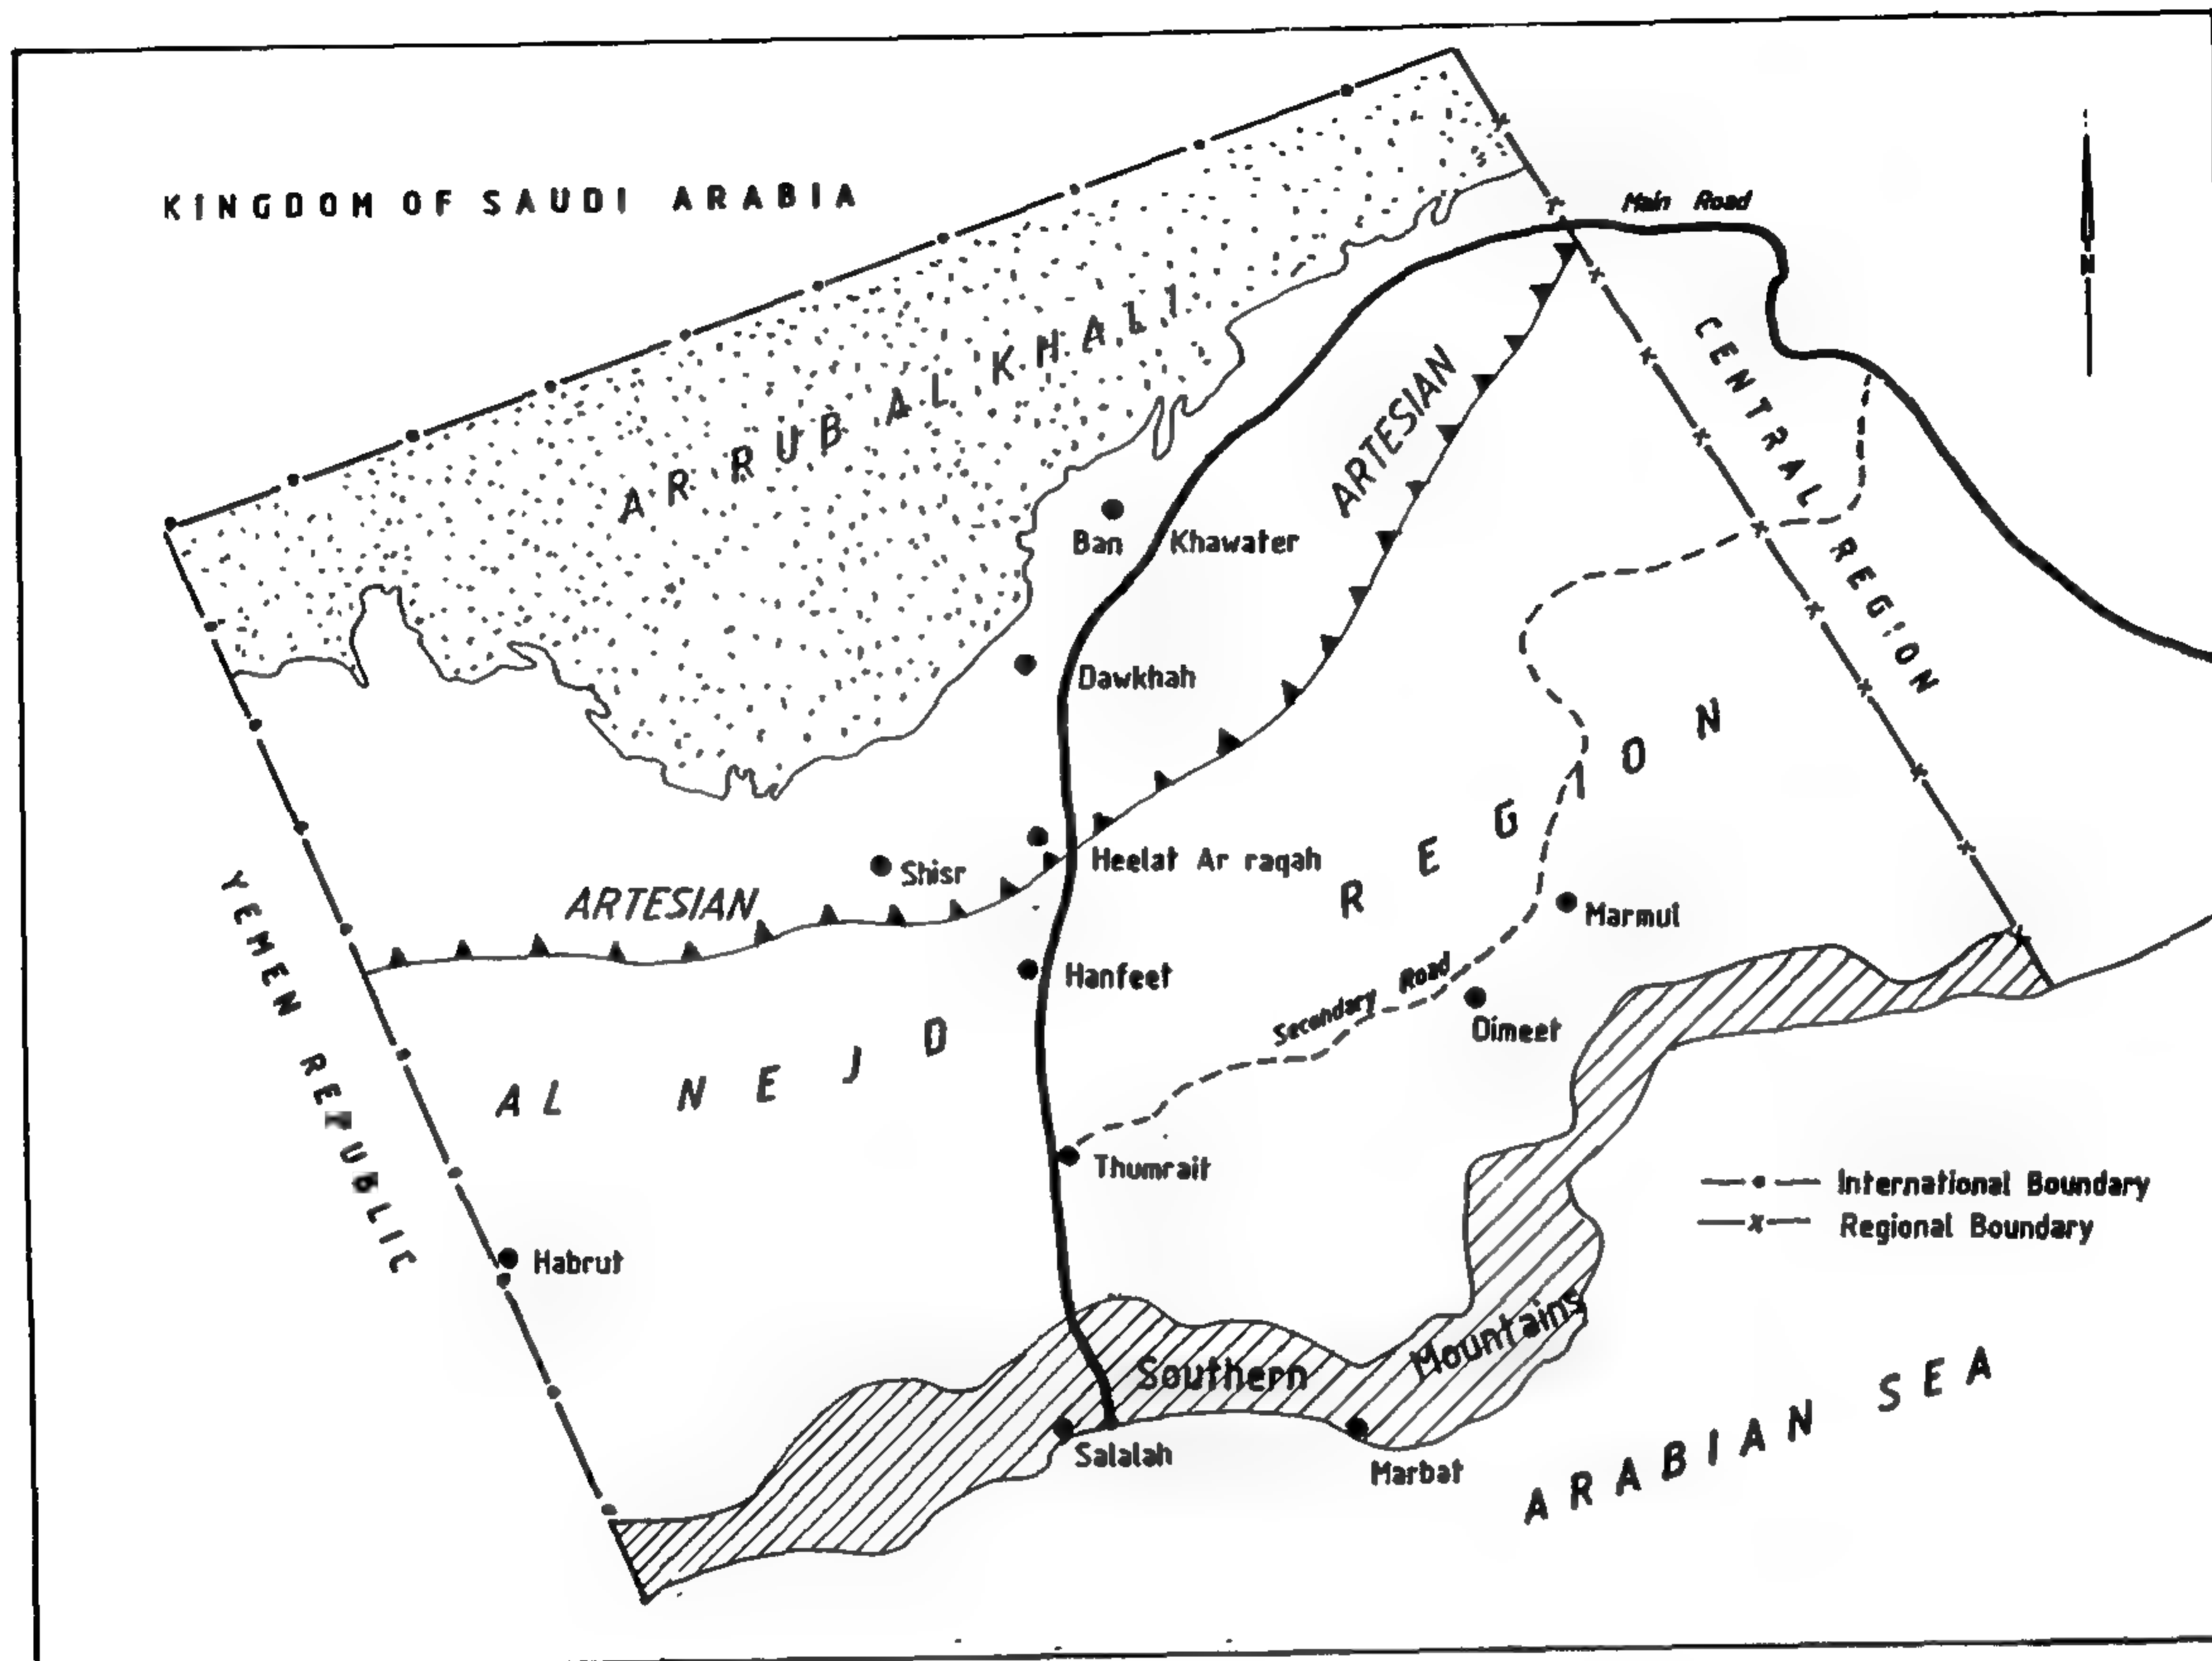 KINGDOM OF SAUDI ARABIA
Main Road
N
AR RUB AL KHALI
ARTESIAN
CENTRAL REGION
Ban Khawater
Dawkhah
Heelat Ar raqah
Shisr
ARTESIAN
Marmul
Hanfeet
Secondary Road
Dimeet
AL NEJD REGION
YEMEN REPUBLIC
Thumrait
International Boundary
Regional Boundary
Habrut
Southern Mountains
Salalah
Marbat
ARABIAN SEA